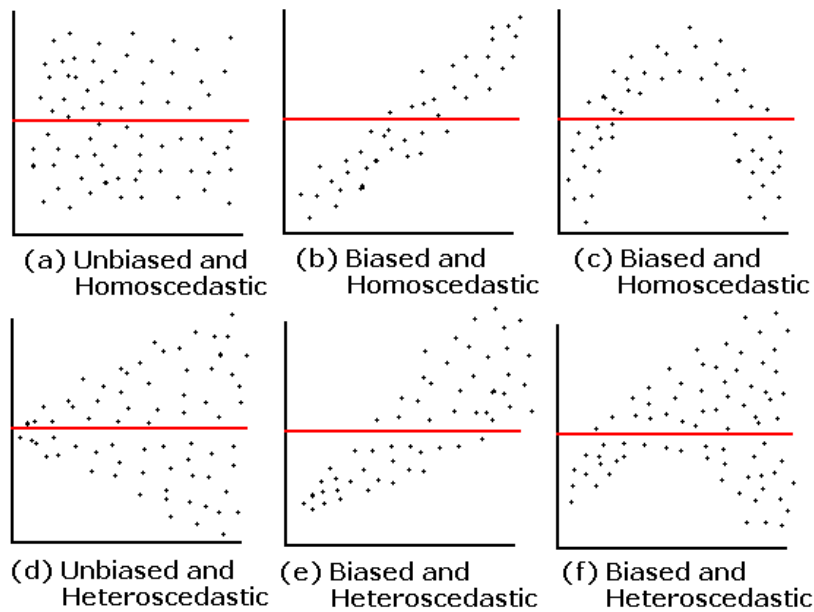 (a) Unbiased and
Homoscedastic
(b) Biased and
Homoscedastic
(c) Biased and
Homoscedastic
(d) Unbiased and
Heteroscedastic
(e) Biased and
Heteroscedastic
(f) Biased and
Heteroscedastic